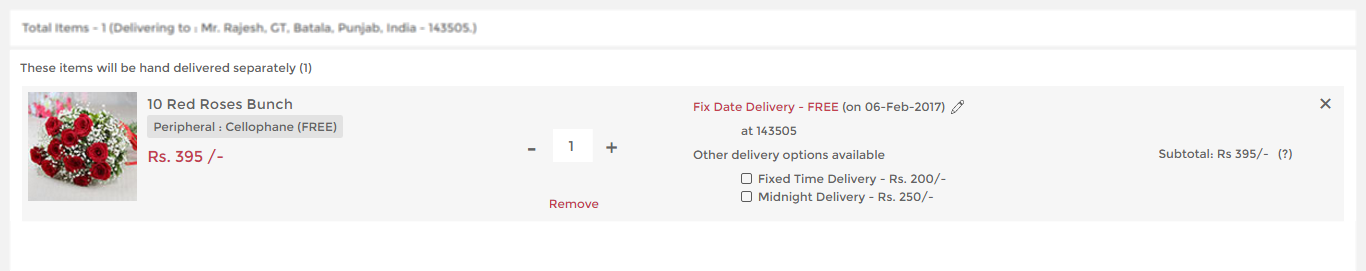 Total Items - 1 (Delivering to : Mr. Rajesh, GT, Batala, Punjab, India - 143505.)
These items will be hand delivered separately (1)
10 Red Roses Bunch
Peripheral : Cellophane (FREE)
Rs. 395 /-
- 1 +
Remove
Fix Date Delivery - FREE (on 06-Feb-2017)
at 143505
Other delivery options available
Fixed Time Delivery - Rs. 200/-
Midnight Delivery - Rs. 250/-
Subtotal: Rs 395/- (?)